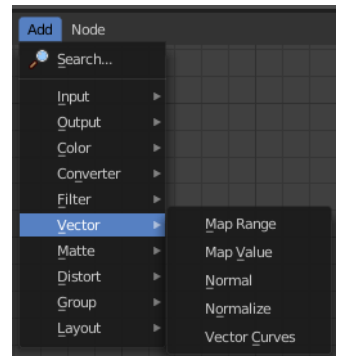 Add Node
Search...
Input
Output
Color
Converter
Filter
Vector
Matte
Distort
Group
Layout
Map Range
Map Value
Normal
Normalize
Vector Curves